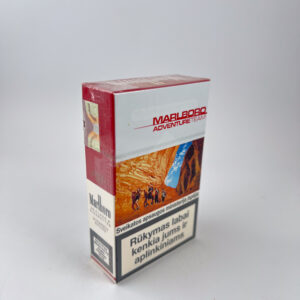 MARLBORO
ADVENTURE TEAM
Sveikatos apsaugos ministerija įspėja:
Rūkymas labai
kenkia jums ir
aplinkiniams
Marlboro